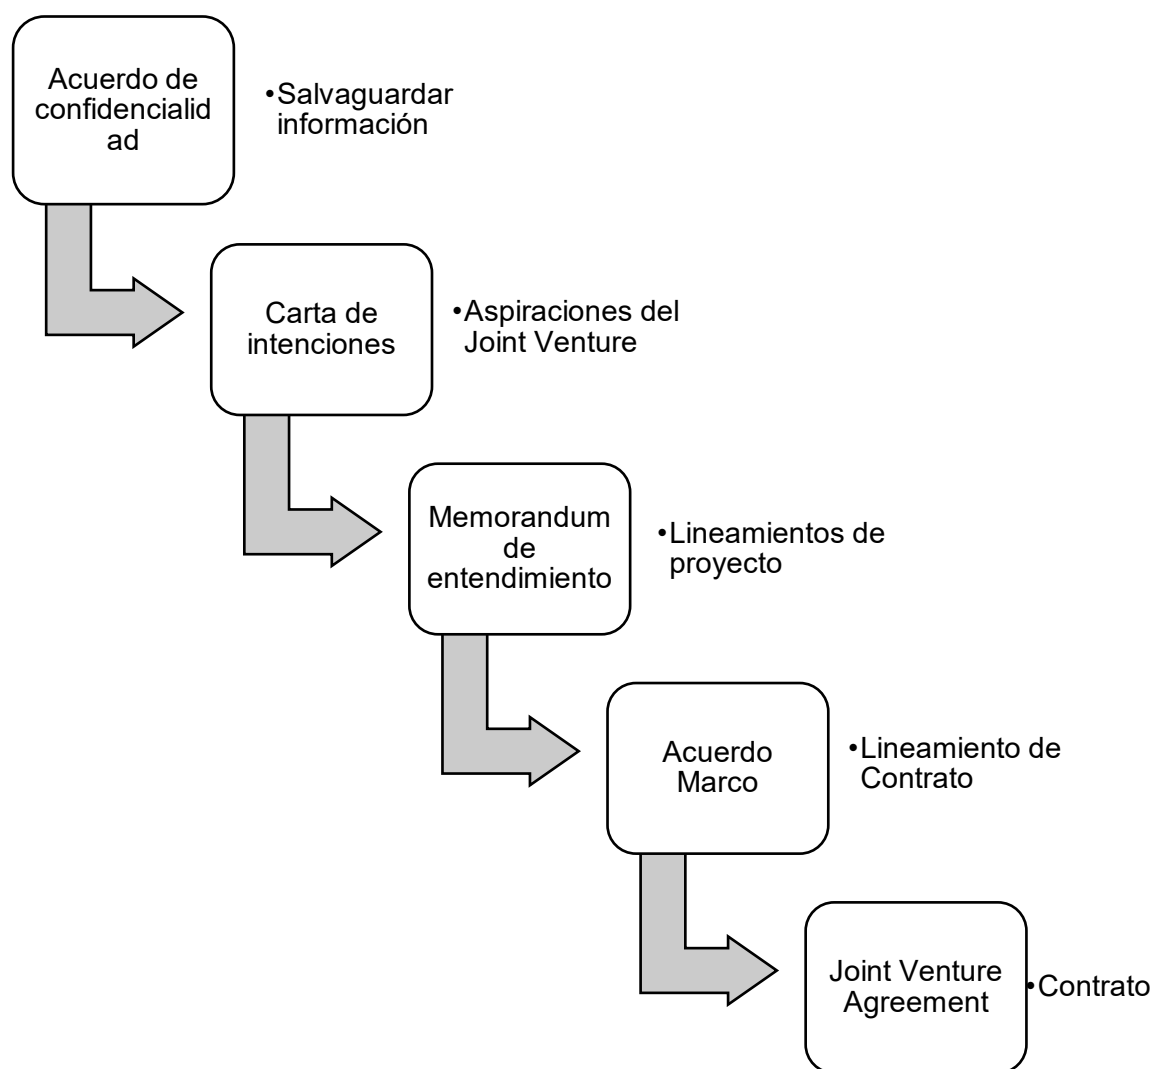 Acuerdo de
confidencialid
ad
•Salvaguardar
información
Carta de
intenciones
•Aspiraciones del
Joint Venture
Memorandum
de
entendimiento
•Lineamientos de
proyecto
Acuerdo
Marco
•Lineamiento de
Contrato
Joint Venture
Agreement
•Contrato